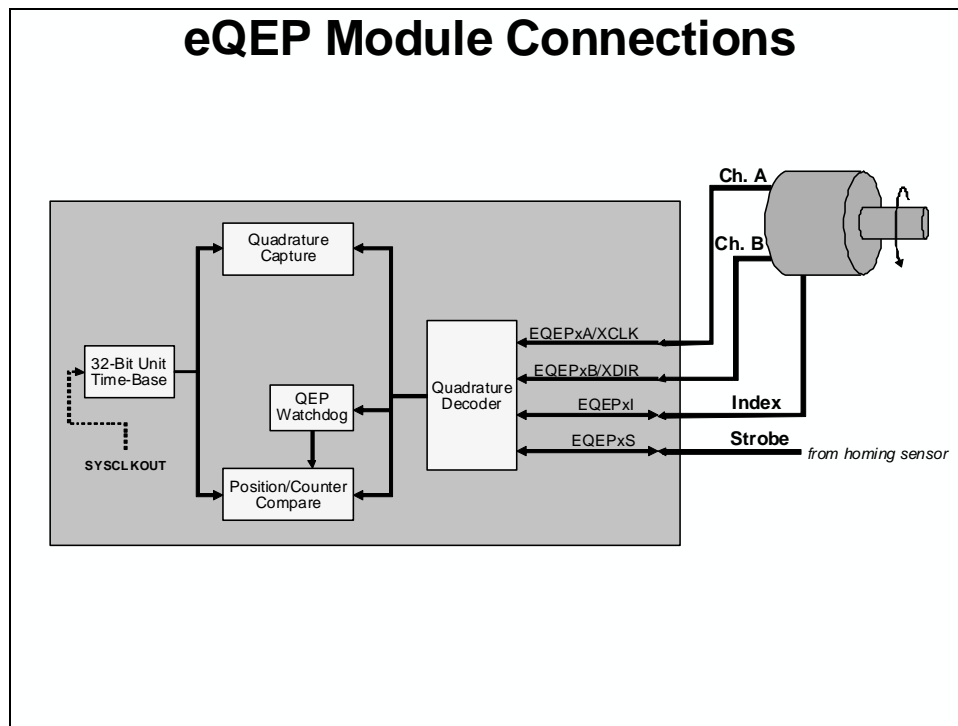 eQEP Module Connections
Ch. A
Quadrature
Capture
Ch. B
EQEPxA/XCLK
32-Bit Unit
Time-Base
Quadrature
Decoder
EQEPxB/XDIR
QEP
Watchdog
EQEPxI
Index
EQEPxS
Strobe
from homing sensor
SYSCLKOUT
Position/Counter
Compare